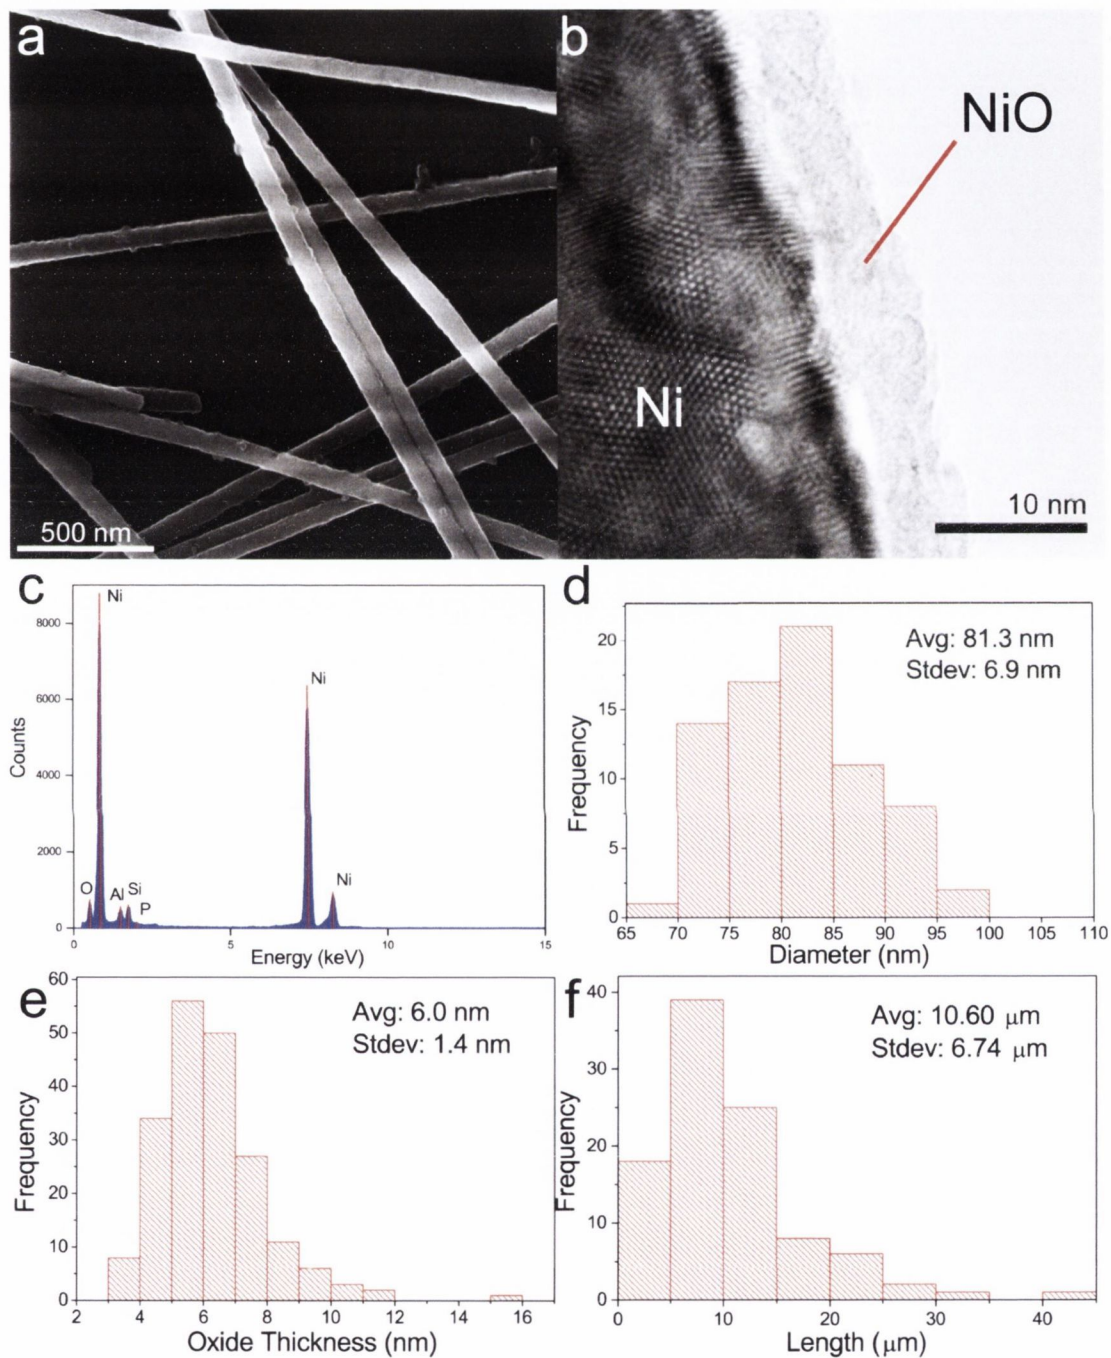 a
500 nm
b
NiO
Ni
10 nm
c
Counts
8000
6000
4000
2000
0
Ni
Ni
Ni
O
Al
Si
P
0
5
10
15
Energy (keV)
d
Frequency
20
15
10
5
0
Avg: 81.3 nm
Stdev: 6.9 nm
65 70 75 80 85 90 95 100 110
Diameter (nm)
e
Frequency
60
50
40
30
20
10
0
Avg: 6.0 nm
Stdev: 1.4 nm
2 4 6 8 10 12 14 16
Oxide Thickness (nm)
f
Frequency
40
30
20
10
0
Avg: 10.60 μm
Stdev: 6.74 μm
0 10 20 30 40
Length (μm)